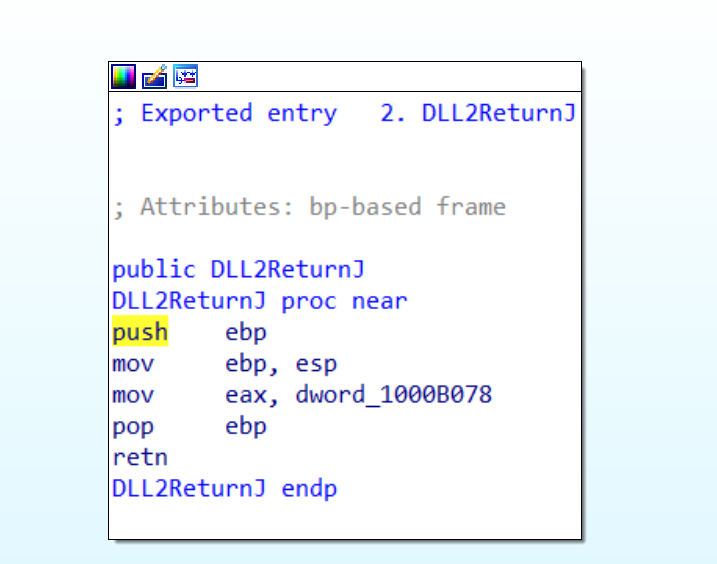 ; Exported entry   2. DLL2ReturnJ
; Attributes: bp-based frame
public DLL2ReturnJ
DLL2ReturnJ proc near
push    ebp
mov     ebp, esp
mov     eax, dword_1000B078
pop     ebp
retn
DLL2ReturnJ endp